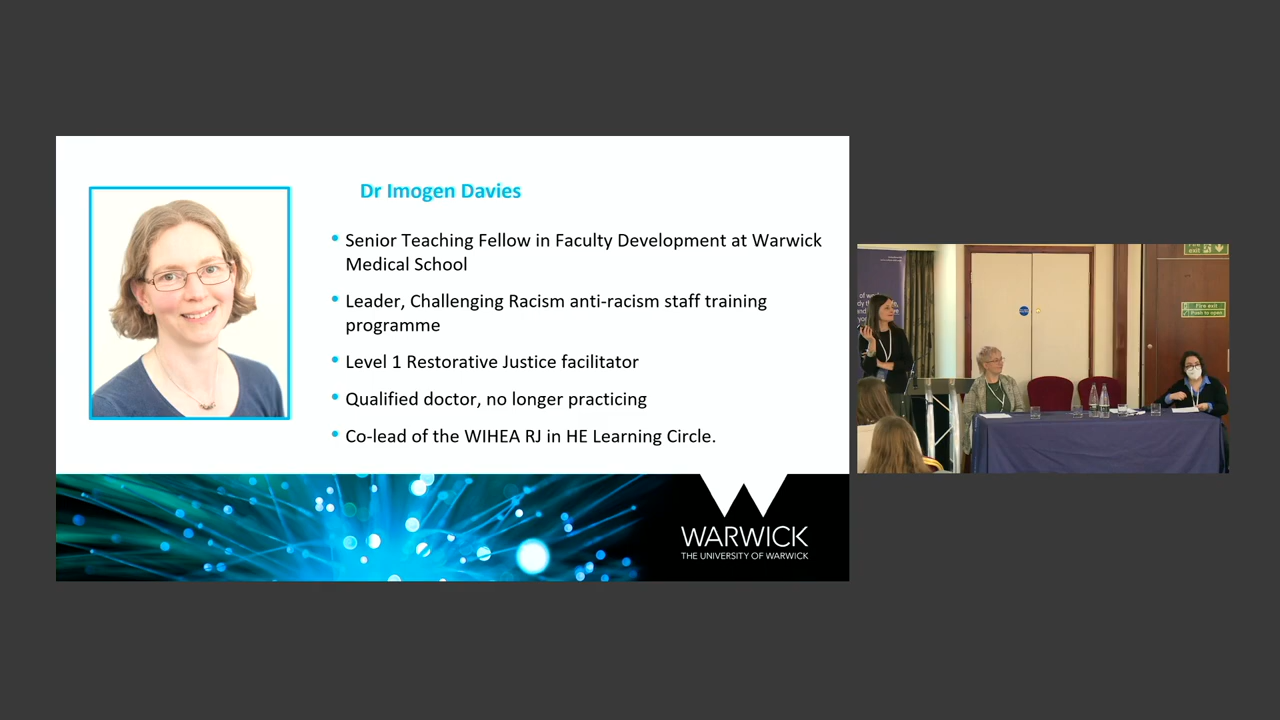 Dr Imogen Davies
Senior Teaching Fellow in Faculty Development at Warwick
Medical School
Leader, Challenging Racism anti-racism staff training
programme
Level 1 Restorative Justice facilitator
Qualified doctor, no longer practicing
Co-lead of the WIHEA RJ in HE Learning Circle.
WARWICK
THE UNIVERSITY OF WARWICK
Fire
exit
Fire exit
Push to open